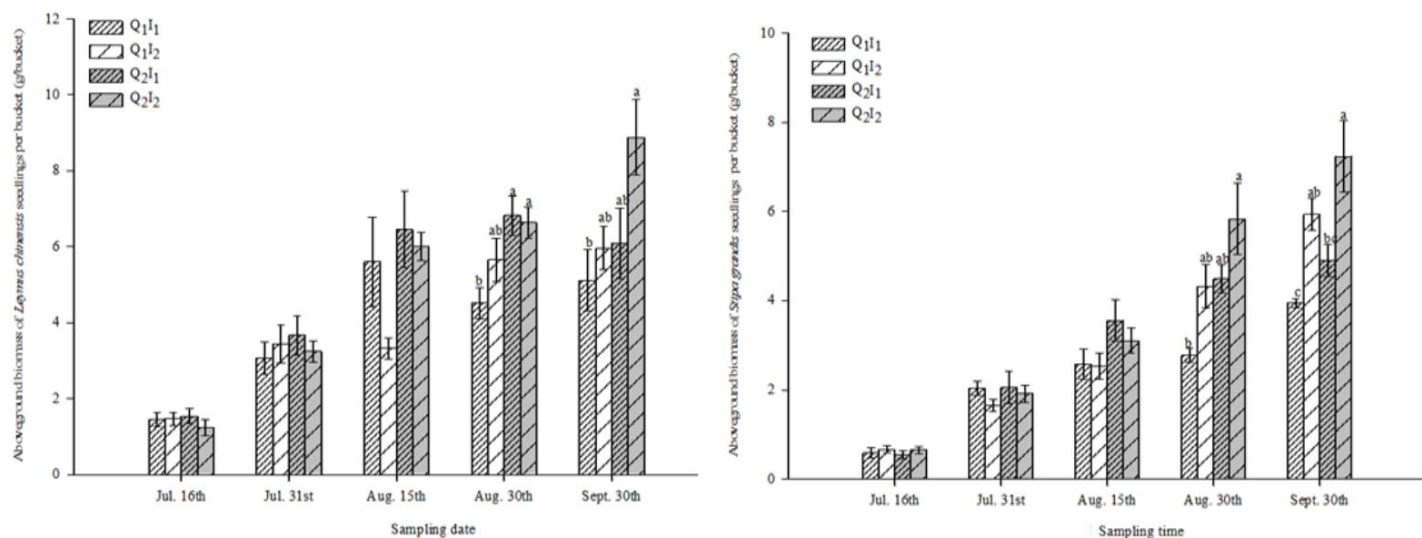 Aboveground biomass of Leymus chinensis seedlings per bucket (g/bucket)
12
10
8
6
4
2
0
Q1I1
Q1I2
Q2I1
Q2I2
b
ab
a
a
b
ab
ab
a
Jul. 16th Jul. 31st Aug. 15th Aug. 30th Sept. 30th
Sampling date
Aboveground biomass of Stipa grandis seedlings per bucket (g/bucket)
10
8
6
4
2
0
Q1I1
Q1I2
Q2I1
Q2I2
b
ab
ab
a
c
ab
bc
a
Jul. 16th Jul. 31st Aug. 15th Aug. 30th Sept. 30th
Sampling time